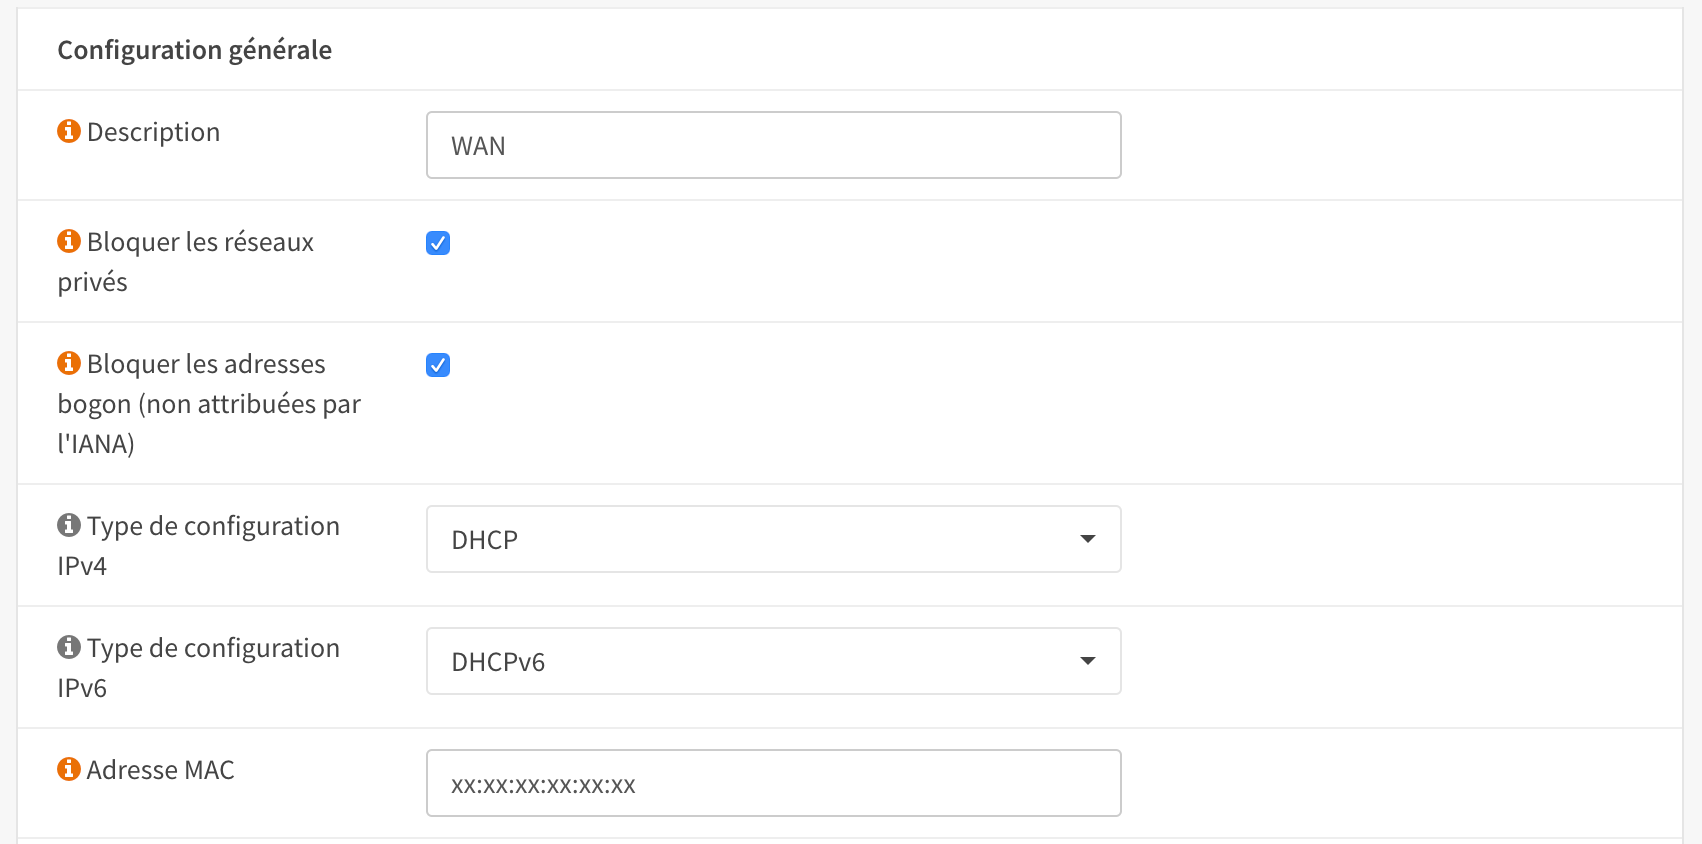 Configuration générale
Description
WAN
Bloquer les réseaux
privés
Bloquer les adresses
bogon (non attribuées par
l'IANA)
Type de configuration
IPv4
DHCP
Type de configuration
IPv6
DHCPv6
Adresse MAC
xx:xx:xx:xx:xx:xx